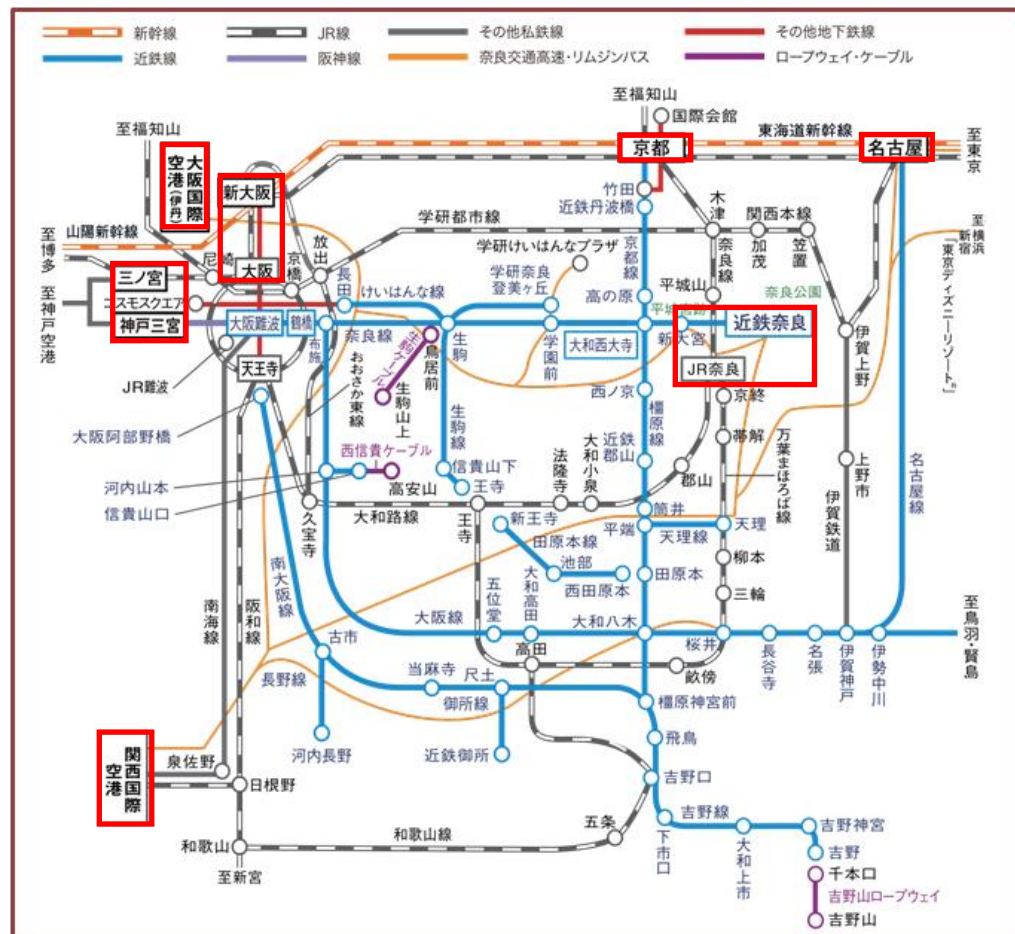 新幹線
JR線
その他私鉄線
その他地下鉄線
近鉄線
阪神線
奈良交通高速・リムジンバス
ロープウェイ・ケーブル
至福知山
国際会館
至福知山
東海道新幹線
京都
名古屋
至東京
大阪国際空港(伊丹)
新大阪
竹田
近鉄丹波橋
木津
関西本線
加茂
笠置
学研都市線
山陽新幹線
至博多
放出
学研けいはんなプラザ
京都線
奈良線
至横浜
新宿
「東京ディズニーリゾート®」
三ノ宮
尼崎
大阪
京橋
長田
けいはんな線
学研奈良登美ヶ丘
高の原
平城山
コスモスクエア
至神戸空港
神戸三宮
大阪難波
鶴橋
布施
奈良線
生駒
学園前
大和西大寺
平城宮跡
新大宮
奈良公園
近鉄奈良
伊賀上野
JR難波
天王寺
おおさか東線
生駒ケーブル
鳥居前
生駒山上
JR奈良
西ノ京
京終
大阪阿部野橋
生駒線
橿原線
帯解
万葉まほろば線
西信貴ケーブル
河内山本
信貴山口
高安山
信貴山下
王寺
法隆寺
大和小泉
近鉄郡山
郡山
上野市
名古屋線
久宝寺
大和路線
王寺
新王寺
田原本線
筒井
平端
天理線
天理
伊賀鉄道
南大阪線
池部
西田原本
田原本
柳本
三輪
南海線
阪和線
大阪線
五位堂
大和高田
大和八木
桜井
長谷寺
名張
伊賀神戸
伊勢中川
至鳥羽・賢島
古市
高田
畝傍
長野線
当麻寺
尺土
御所線
橿原神宮前
河内長野
近鉄御所
飛鳥
関西国際空港
泉佐野
日根野
吉野口
和歌山
和歌山線
五条
下市口
吉野線
大和上市
吉野神宮
吉野
至新宮
千本口
吉野山ロープウェイ
吉野山